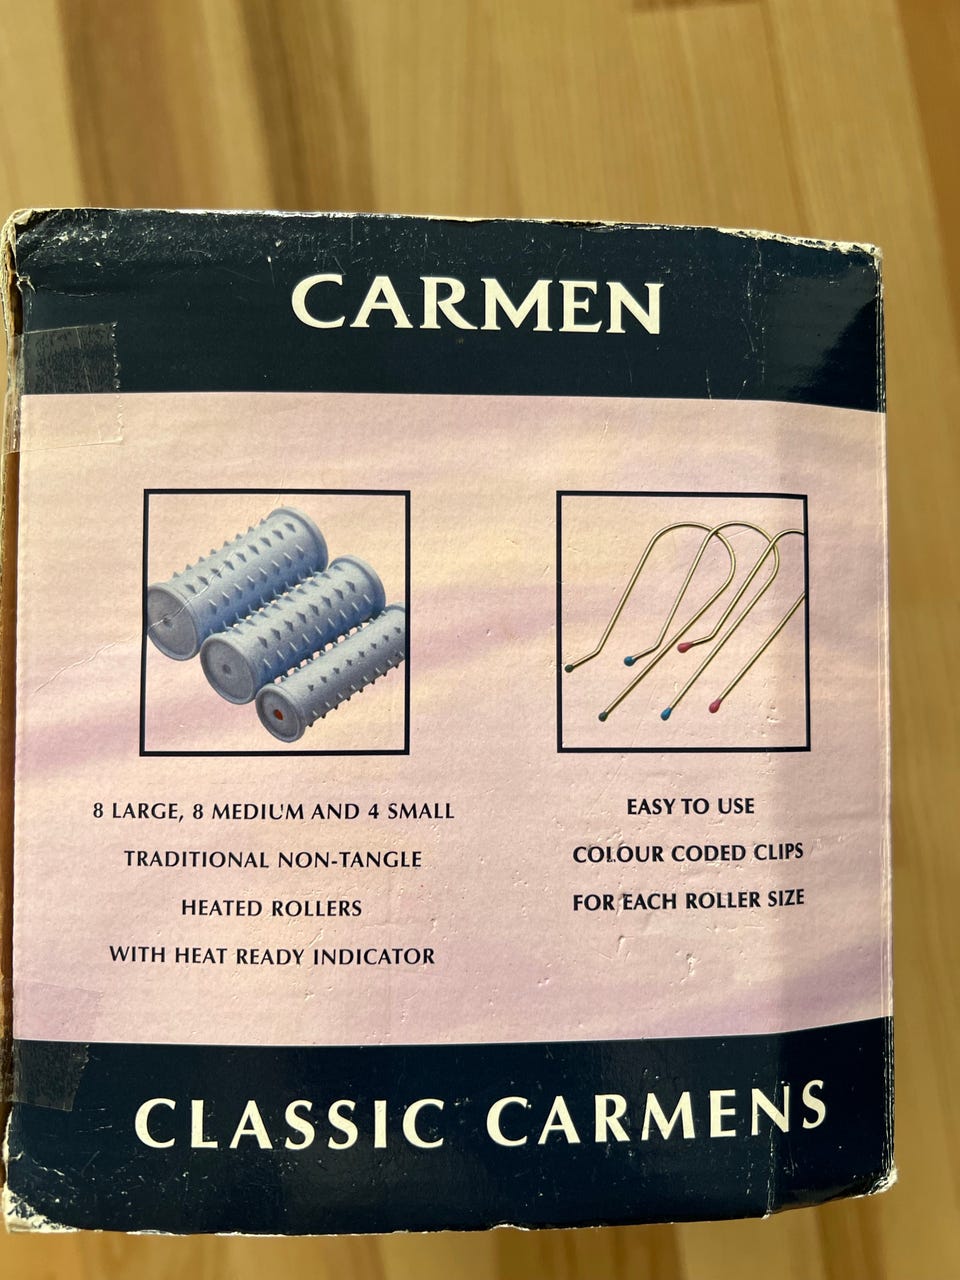 CARMEN
8 LARGE, 8 MEDIUM AND 4 SMALL
TRADITIONAL NON-TANGLE
HEATED ROLLERS
WITH HEAT READY INDICATOR
EASY TO USE
COLOUR CODED CLIPS
FOR EACH ROLLER SIZE
CLASSIC CARMENS